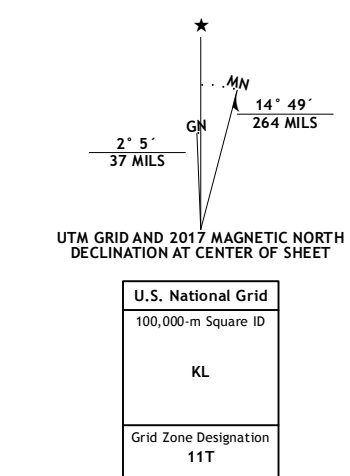 ★
MN
14° 49´
264 MILS
GN
2° 5´
37 MILS
UTM GRID AND 2017 MAGNETIC NORTH
DECLINATION AT CENTER OF SHEET
U.S. National Grid
100,000-m Square ID
KL
Grid Zone Designation
11T